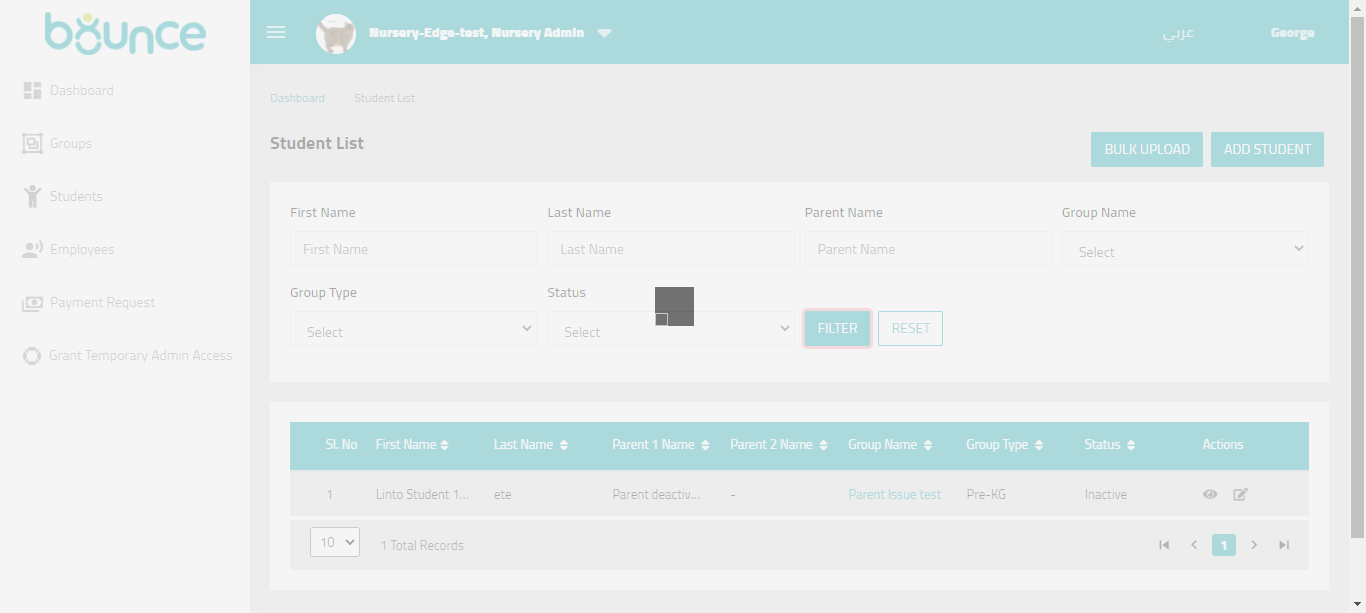 bounce
Nursery-Edge-test, Nursery Admin
عربي
George
Dashboard
Groups
Students
Employees
Payment Request
Grant Temporary Admin Access
Dashboard
Student List
Student List
BULK UPLOAD
ADD STUDENT
First Name
Last Name
Parent Name
Group Name
First Name
Last Name
Parent Name
Select
Group Type
Status
Select
Select
FILTER
RESET
Sl. No First Name Last Name Parent 1 Name Parent 2 Name Group Name Group Type Status Actions
1 Linto Student 1... ete Parent deactiv... - Parent Issue test Pre-KG Inactive
10 1 Total Records 1